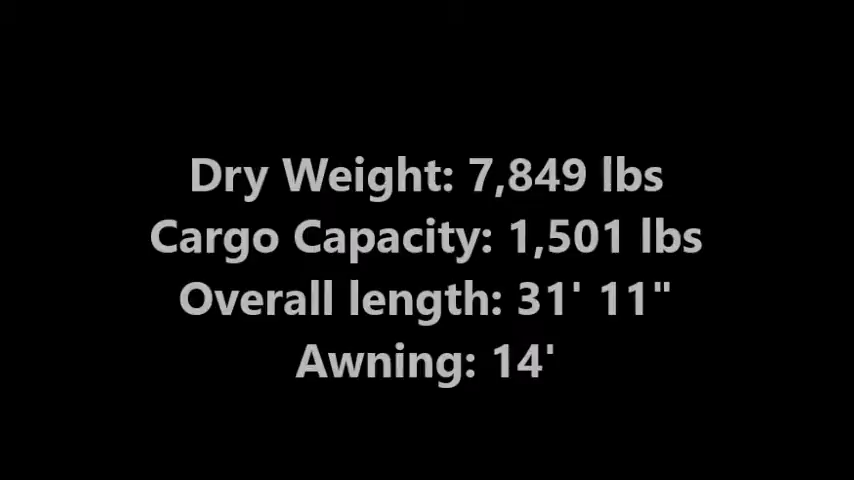 Dry Weight: 7,849 lbs
Cargo Capacity: 1,501 lbs
Overall length: 31' 11"
Awning: 14'